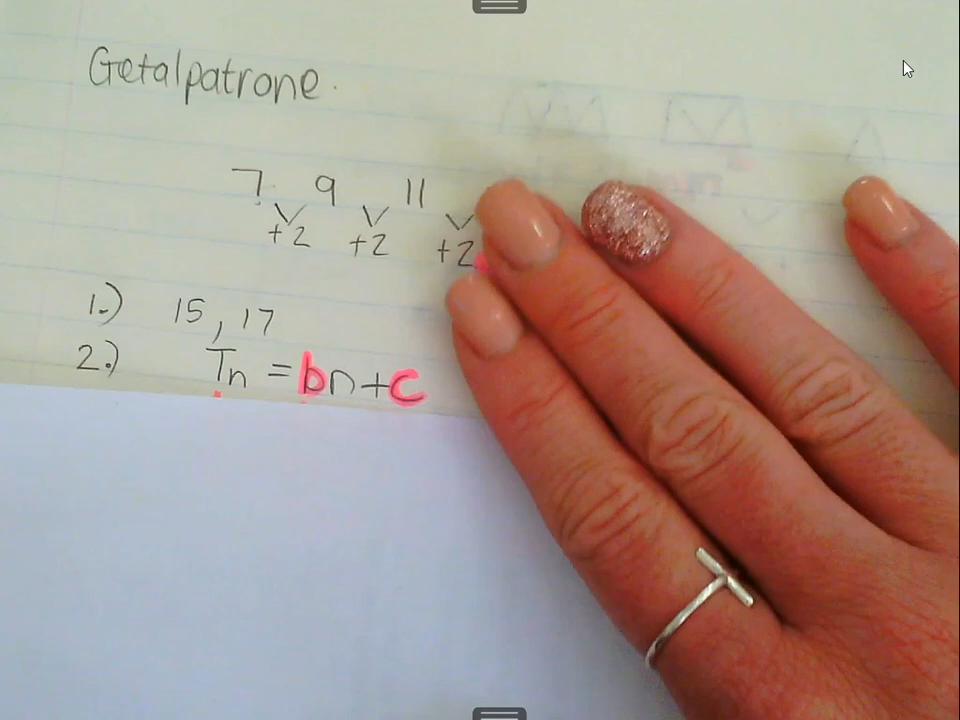 Getalpatrone.
7 9 11
+2 +2 +2
1.) 15, 17
2.) Tn = bn+c